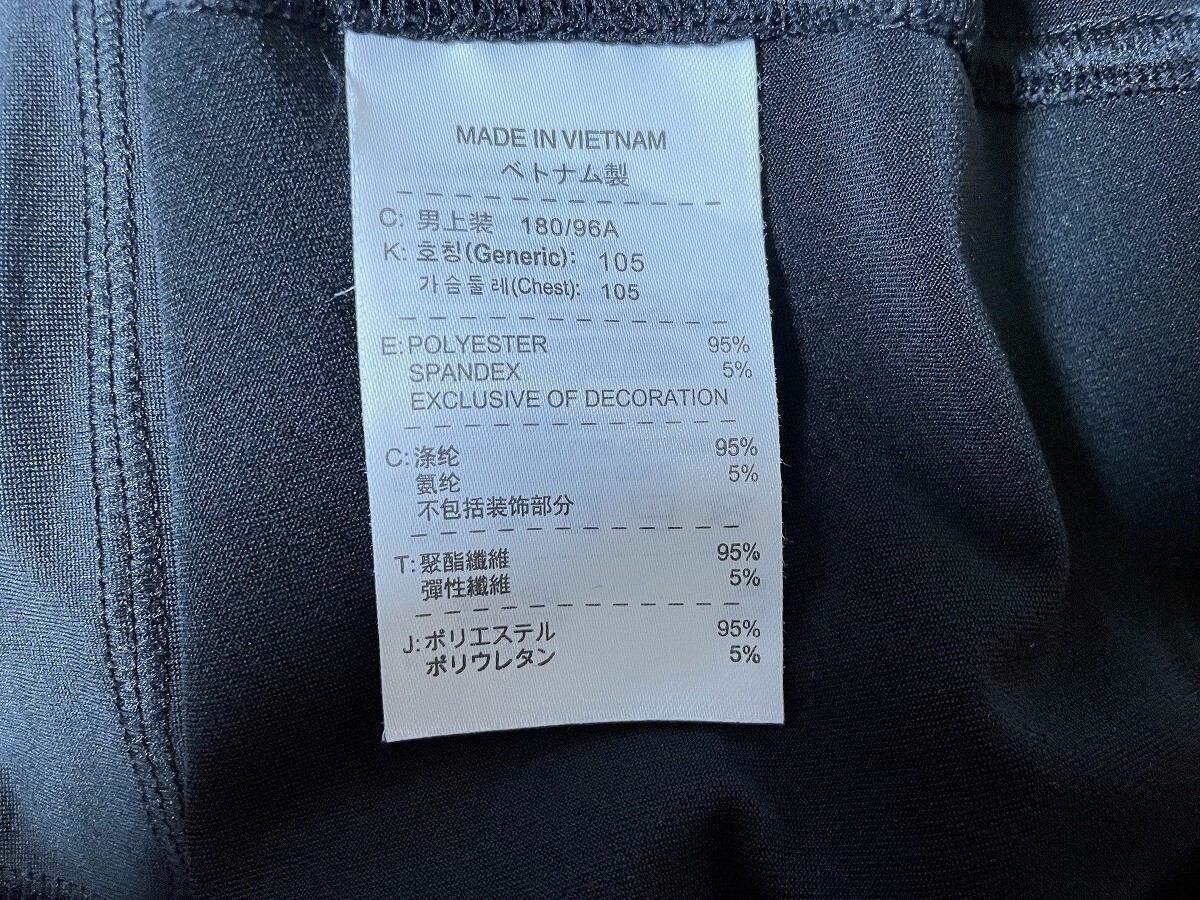 MADE IN VIETNAM
ベトナム製
C: 男上装 180/96A
K: 호칭(Generic): 105
가슴둘레(Chest): 105
E: POLYESTER 95%
SPANDEX 5%
EXCLUSIVE OF DECORATION
C: 涤纶 95%
氨纶 5%
不包括装饰部分
T: 聚酯纖維 95%
彈性纖維 5%
J: ポリエステル 95%
ポリウレタン 5%